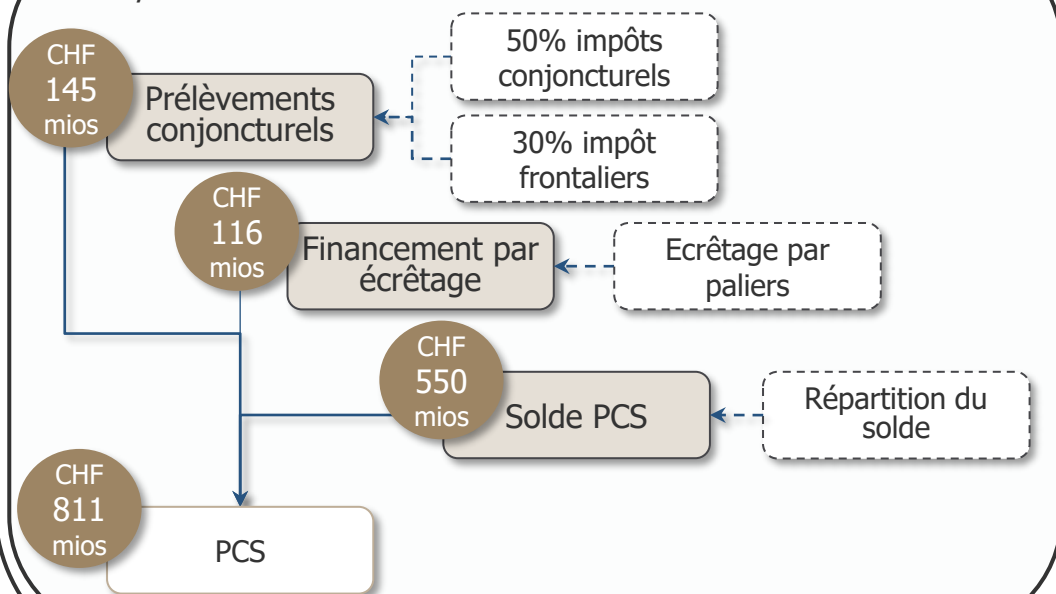 CHF
145
mios
Prélèvements
conjoncturels
50% impôts
conjoncturels
30% impôt
frontaliers
CHF
116
mios
Financement par
écrêtage
Ecrêtage par
paliers
CHF
550
mios
Solde PCS
Répartition du
solde
CHF
811
mios
PCS